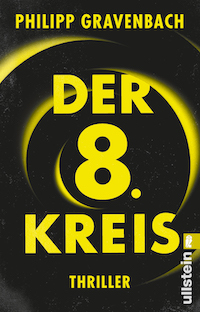 PHILIPP GRAVENBACH
DER
8.
KREIS
THRILLER
ullstein